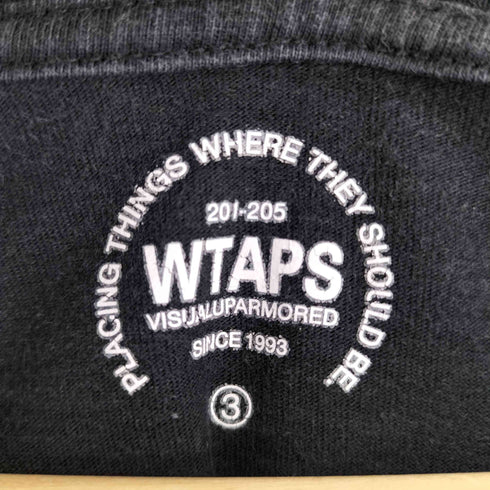 PLACING THINGS WHERE THEY SHOULD BE.
201-205
WTAPS
VISUALUPARMORED
SINCE 1993
3